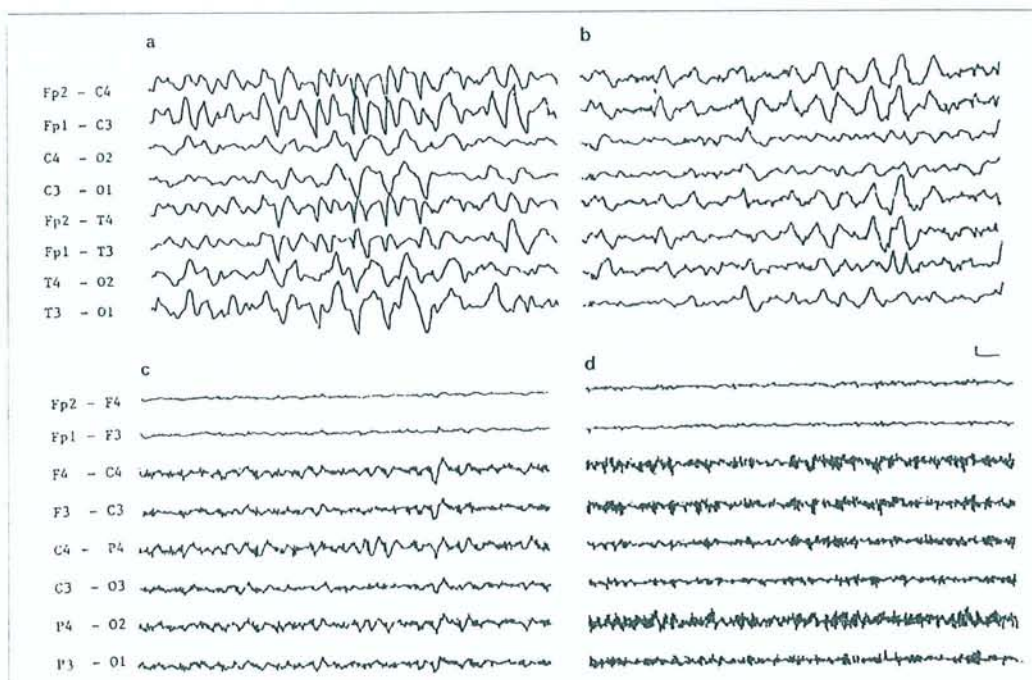 a b
Fp2 - C4
Fp1 - C3
C4 - O2
C3 - O1
Fp2 - T4
Fp1 - T3
T4 - O2
T3 - O1
c d
Fp2 - F4
Fp1 - F3
F4 - C4
F3 - C3
C4 - P4
C3 - O3
P4 - O2
P3 - O1